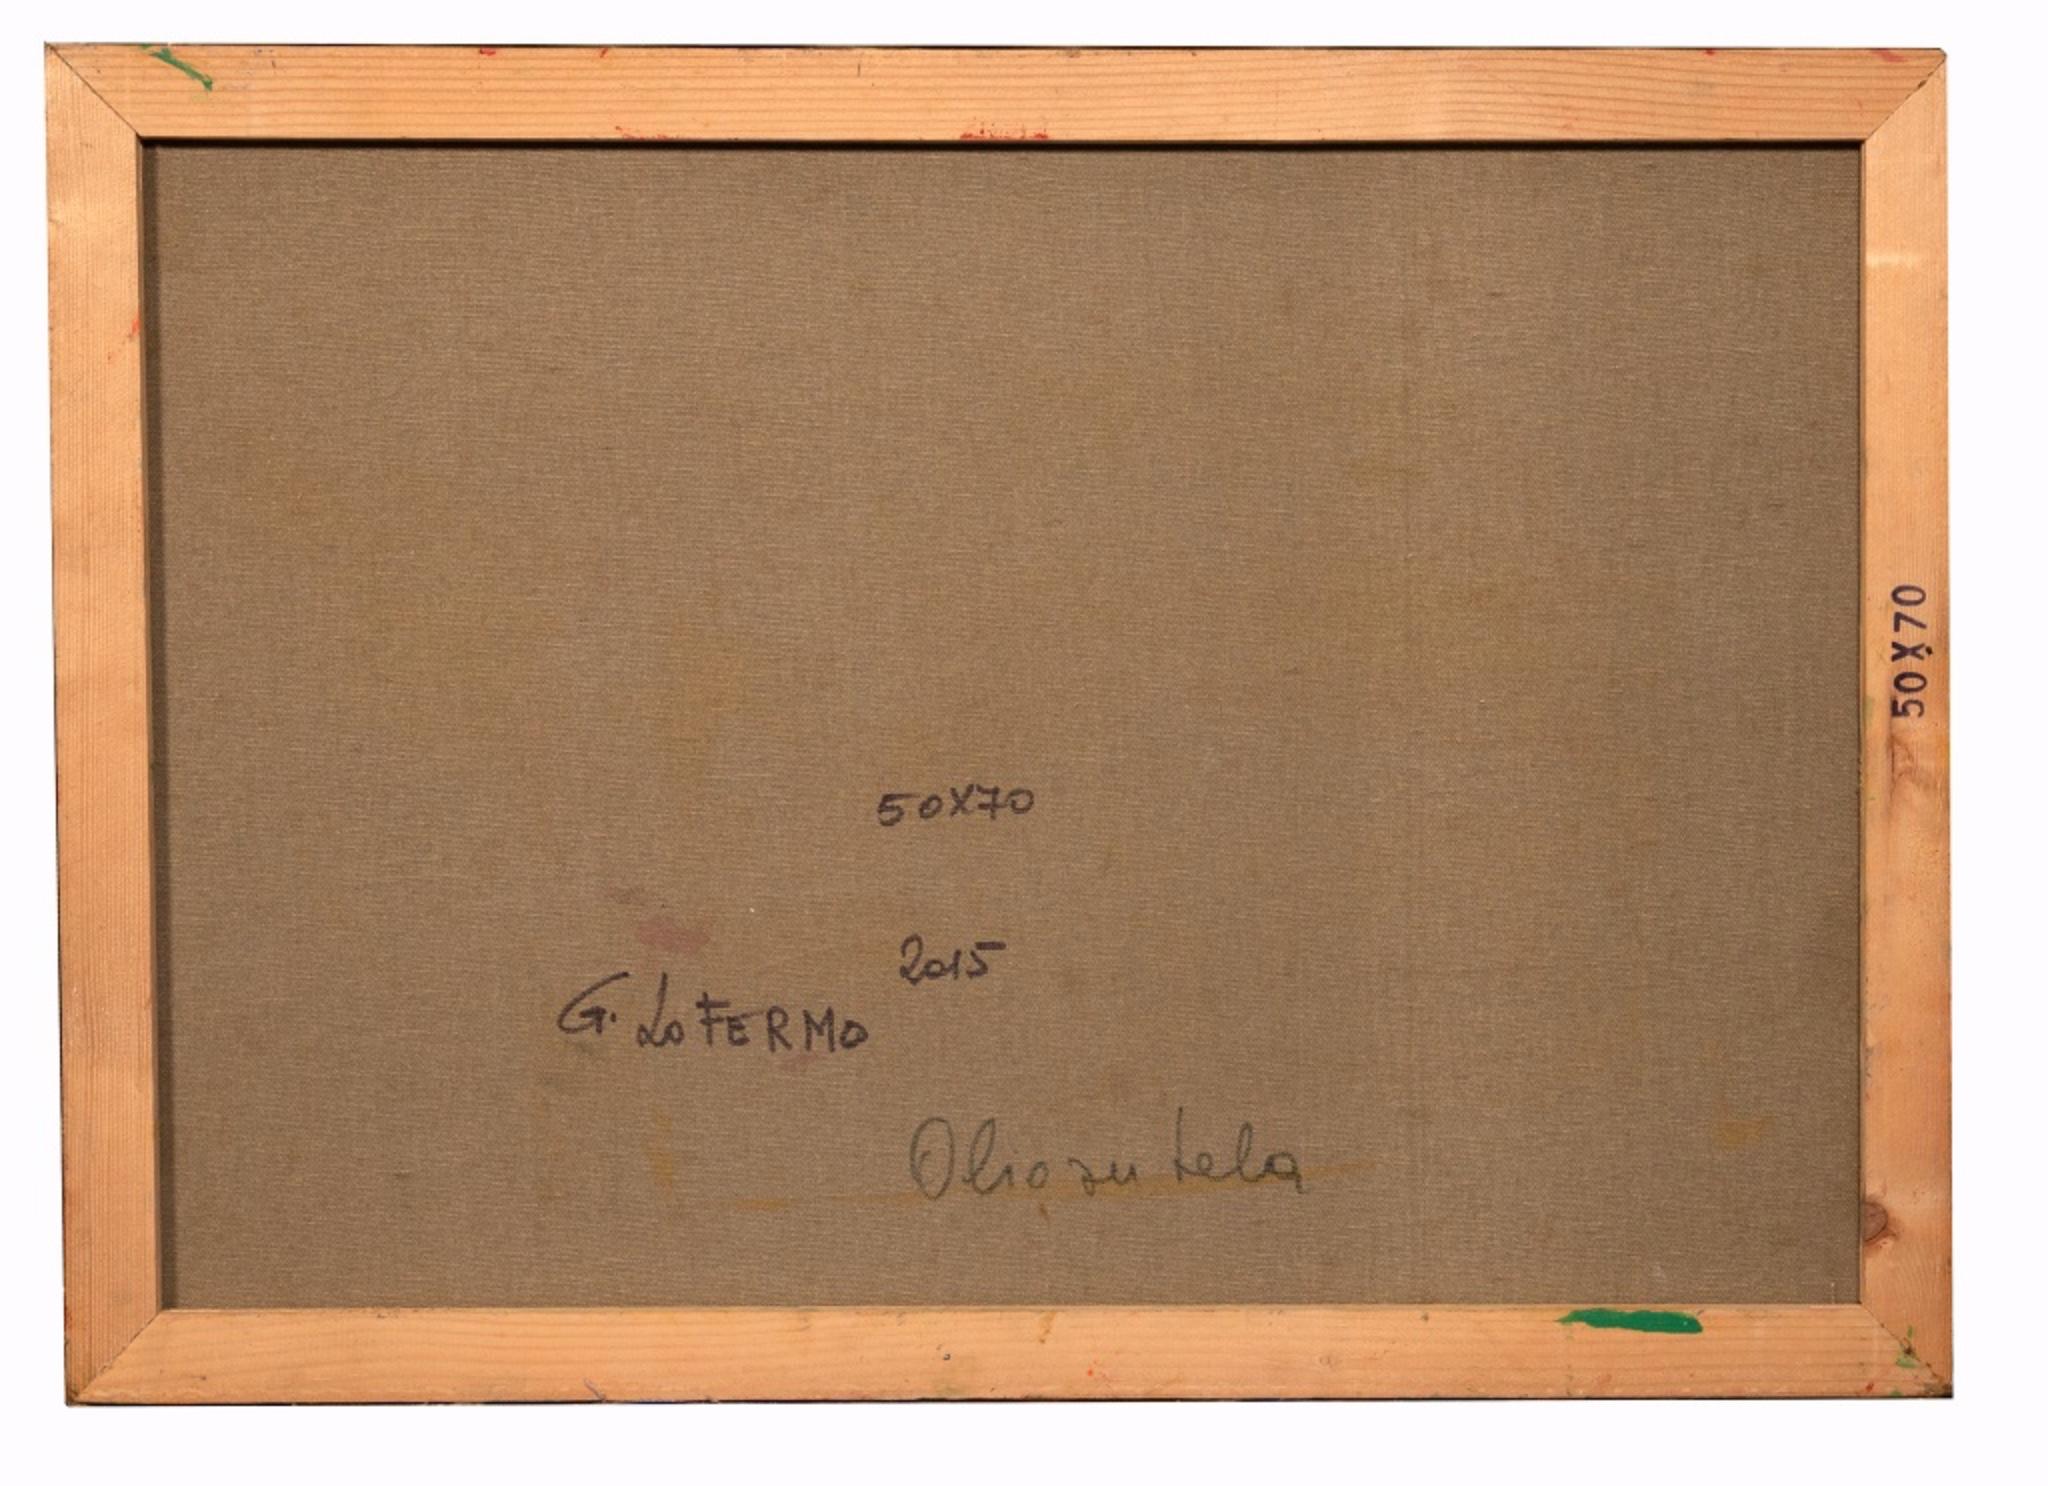 50X70
50X70
2015
G. Lo FERMO
Olio su tela